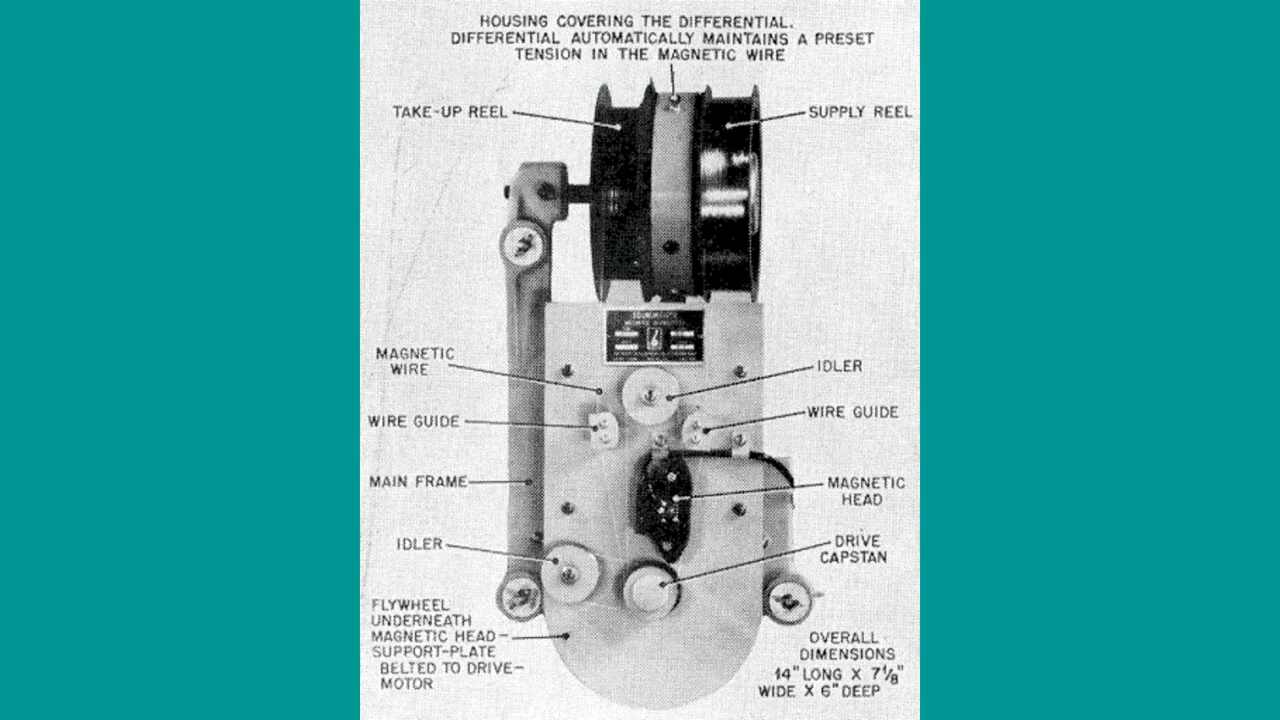 HOUSING COVERING THE DIFFERENTIAL.
DIFFERENTIAL AUTOMATICALLY MAINTAINS A PRESET
TENSION IN THE MAGNETIC WIRE
TAKE-UP REEL
SUPPLY REEL
MAGNETIC
WIRE
IDLER
WIRE GUIDE
WIRE GUIDE
MAIN FRAME
MAGNETIC
HEAD
IDLER
DRIVE
CAPSTAN
FLYWHEEL
UNDERNEATH
MAGNETIC HEAD-
SUPPORT-PLATE
BELTED TO DRIVE-
MOTOR
OVERALL
DIMENSIONS
14" LONG X 7 1/8"
WIDE X 6" DEEP